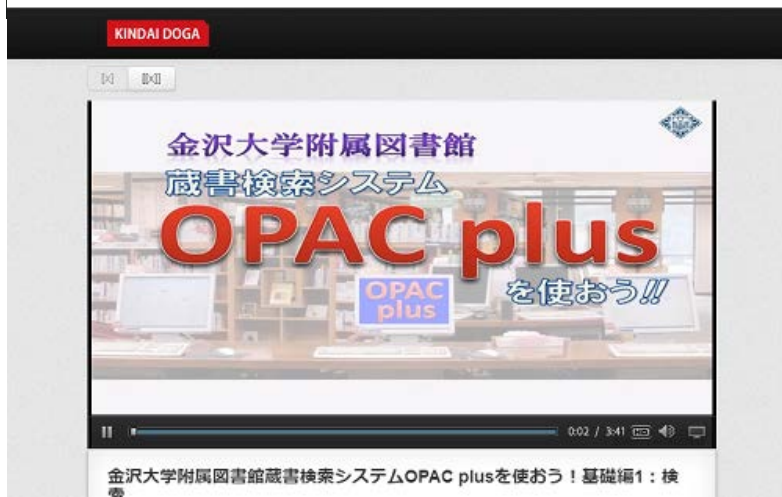 KINDAI DOGA
金沢大学附属図書館
蔵書検索システム
OPAC plus
を使おう!!
OPAC
plus
0:02 / 3:41
HD
金沢大学附属図書館蔵書検索システムOPAC plusを使おう！基礎編1：検
索